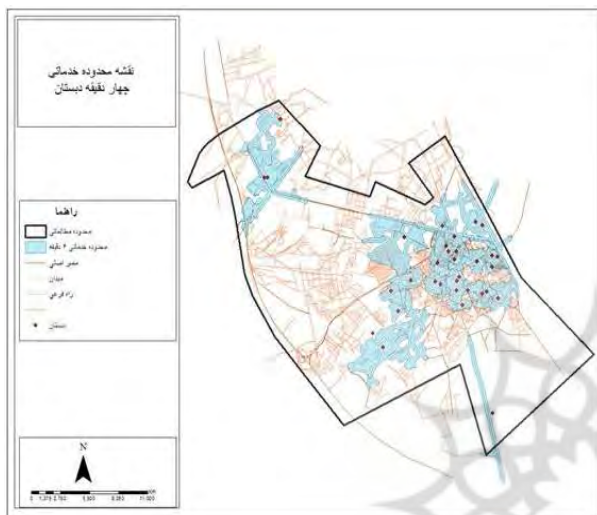 نقشه محدوده خدماتی
چهار دقیقه دبستان
راهنما
محدوده مطالعاتی
محدوده خدماتی ۴ دقیقه
معبر اصلی
میدان
راه فرعی
دبستان
N
0